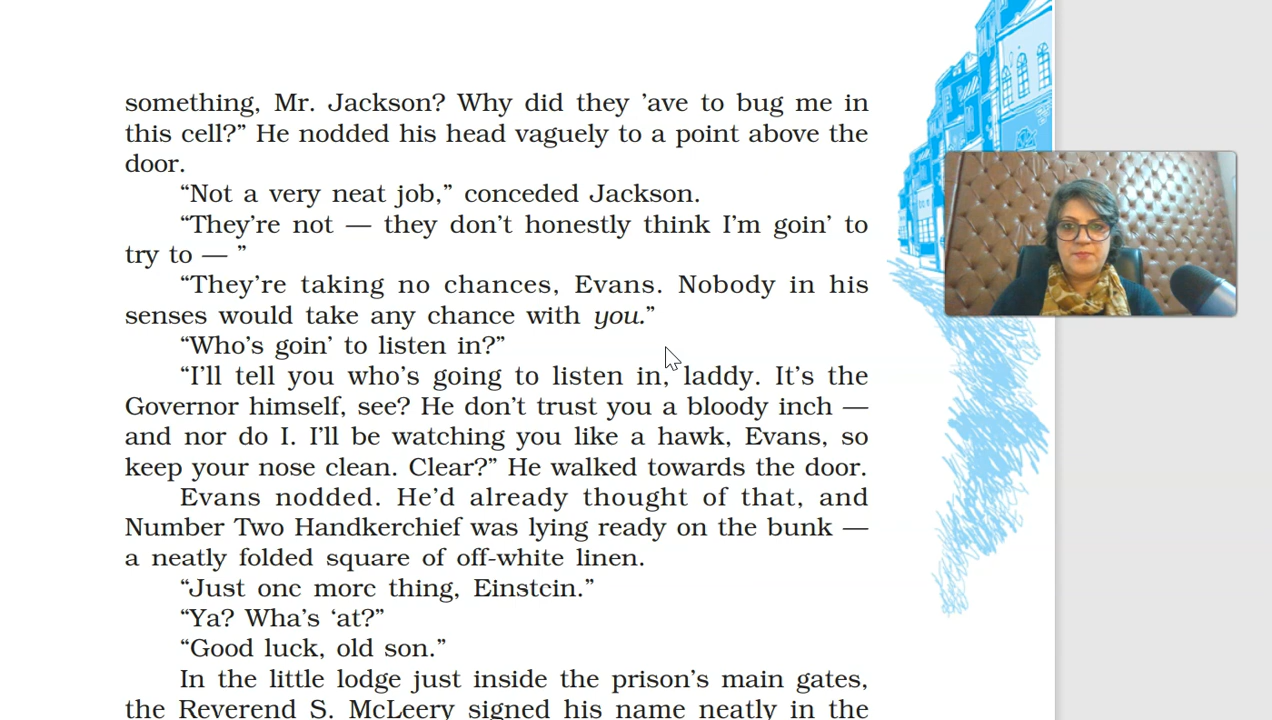 something, Mr. Jackson? Why did they ’ave to bug me in
this cell?” He nodded his head vaguely to a point above the
door.
“Not a very neat job,” conceded Jackson.
“They’re not — they don’t honestly think I’m goin’ to
try to — ”
“They’re taking no chances, Evans. Nobody in his
senses would take any chance with you.”
“Who’s goin’ to listen in?”
“I’ll tell you who’s going to listen in, laddy. It’s the
Governor himself, see? He don’t trust you a bloody inch —
and nor do I. I’ll be watching you like a hawk, Evans, so
keep your nose clean. Clear?” He walked towards the door.
Evans nodded. He’d already thought of that, and
Number Two Handkerchief was lying ready on the bunk —
a neatly folded square of off-white linen.
“Just one more thing, Einstein.”
“Ya? Wha’s ‘at?”
“Good luck, old son.”
In the little lodge just inside the prison’s main gates,
the Reverend S. McLeery signed his name neatly in the